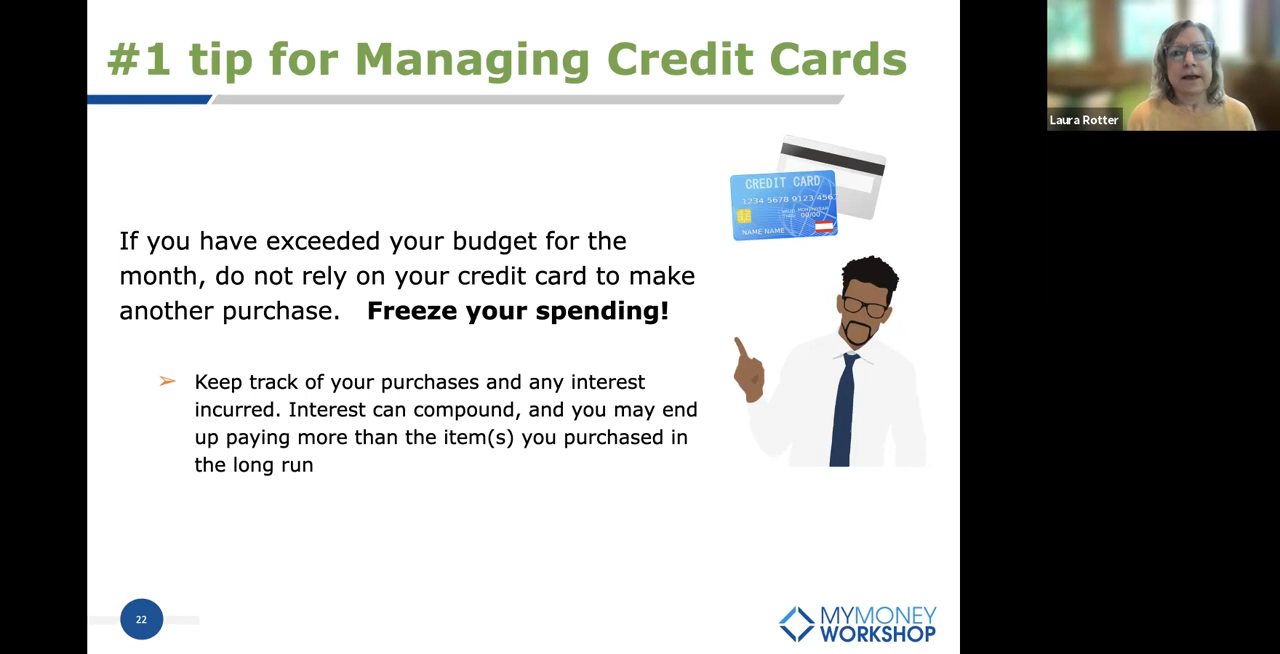 #1 tip for Managing Credit Cards
Laura Rotter
CREDIT CARD
1234 5678 9123 4567
00/00
NAME NAME
If you have exceeded your budget for the
month, do not rely on your credit card to make
another purchase. Freeze your spending!
➢ Keep track of your purchases and any interest
incurred. Interest can compound, and you may end
up paying more than the item(s) you purchased in
the long run
22
MYMONEY
WORKSHOP